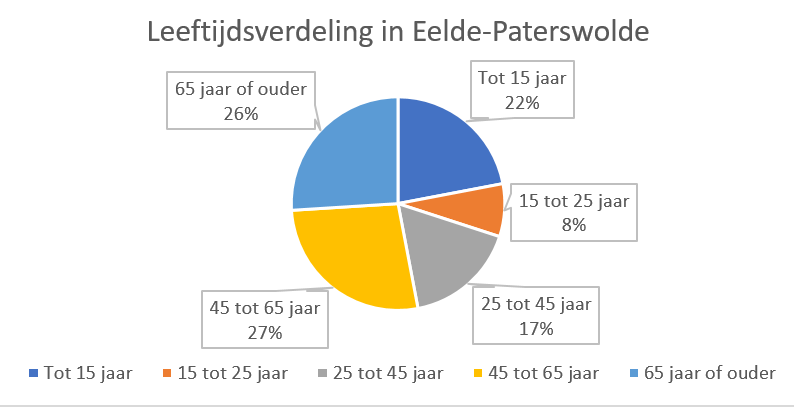 Leeftijdsverdeling in Eelde-Paterswolde
65 jaar of ouder
26%
Tot 15 jaar
22%
15 tot 25 jaar
8%
45 tot 65 jaar
27%
25 tot 45 jaar
17%
Tot 15 jaar 15 tot 25 jaar 25 tot 45 jaar 45 tot 65 jaar 65 jaar of ouder